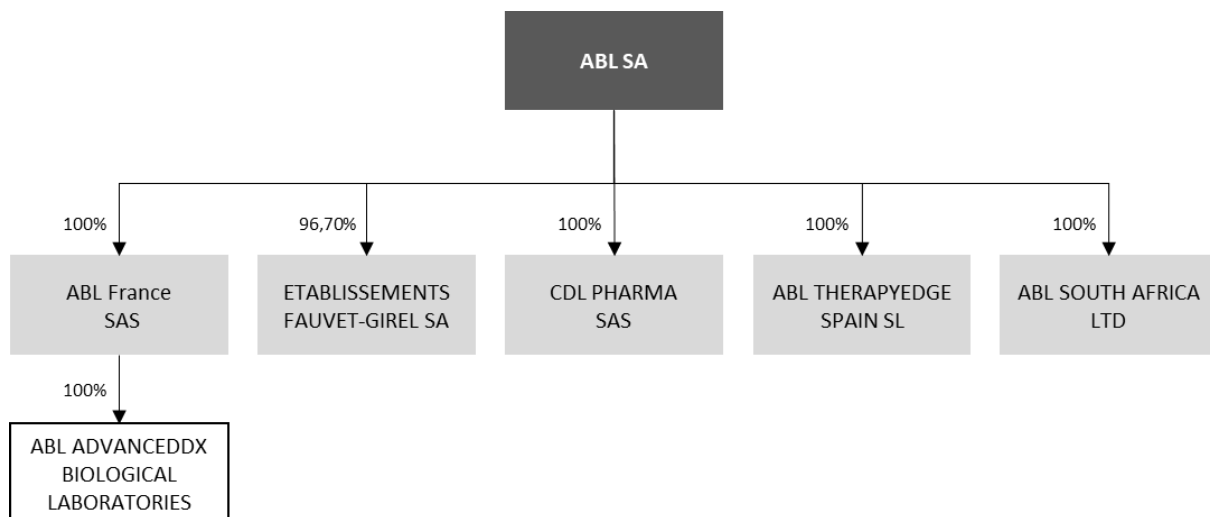 ABL SA
100%
96,70%
100%
100%
100%
ABL France
SAS
ETABLISSEMENTS
FAUVET-GIREL SA
CDL PHARMA
SAS
ABL THERAPYEDGE
SPAIN SL
ABL SOUTH AFRICA
LTD
100%
ABL ADVANCEDDX
BIOLOGICAL
LABORATORIES